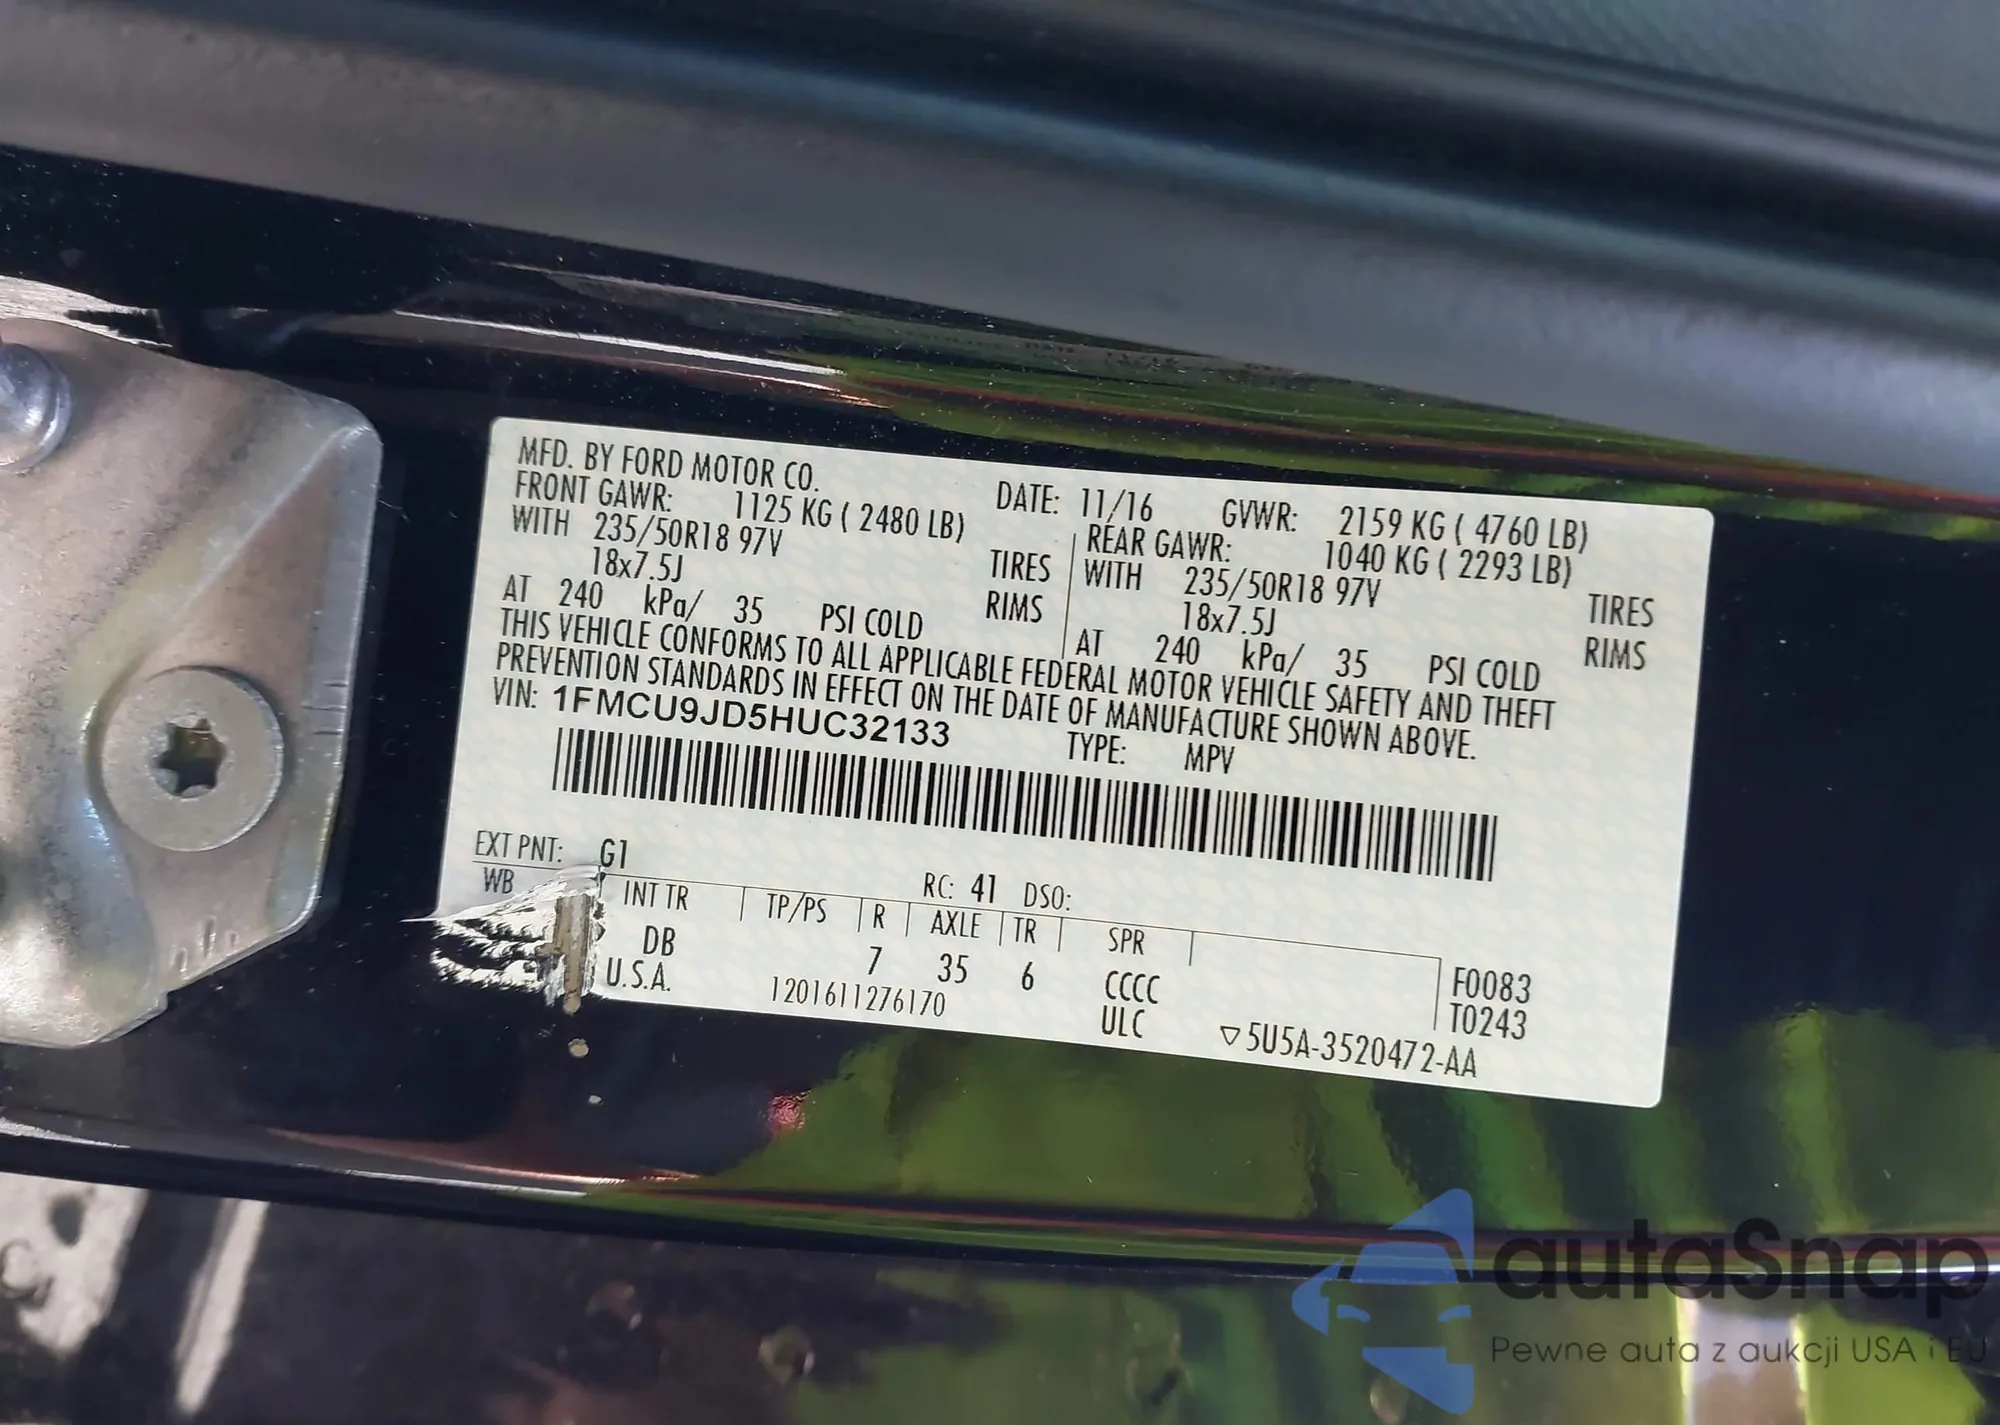 MFD. BY FORD MOTOR CO.
DATE: 11/16 GVWR: 2159 KG ( 4760 LB)
FRONT GAWR: 1125 KG ( 2480 LB) REAR GAWR: 1040 KG ( 2293 LB)
WITH 235/50R18 97V TIRES WITH 235/50R18 97V TIRES
18x7.5J RIMS 18x7.5J RIMS
AT 240 kPa/ 35 PSI COLD AT 240 kPa/ 35 PSI COLD
THIS VEHICLE CONFORMS TO ALL APPLICABLE FEDERAL MOTOR VEHICLE SAFETY AND THEFT
PREVENTION STANDARDS IN EFFECT ON THE DATE OF MANUFACTURE SHOWN ABOVE.
VIN: 1FMCU9JD5HUC32133 TYPE: MPV
EXT PNT: G1 RC: 41 DSO:
WB INT TR TP/PS R AXLE TR SPR
DB 7 35 6 CCCC F0083
U.S.A. 1201611276170 ULC T0243
▽5U5A-3520472-AA
autaSnap
Pewne auta z aukcji USA i EU